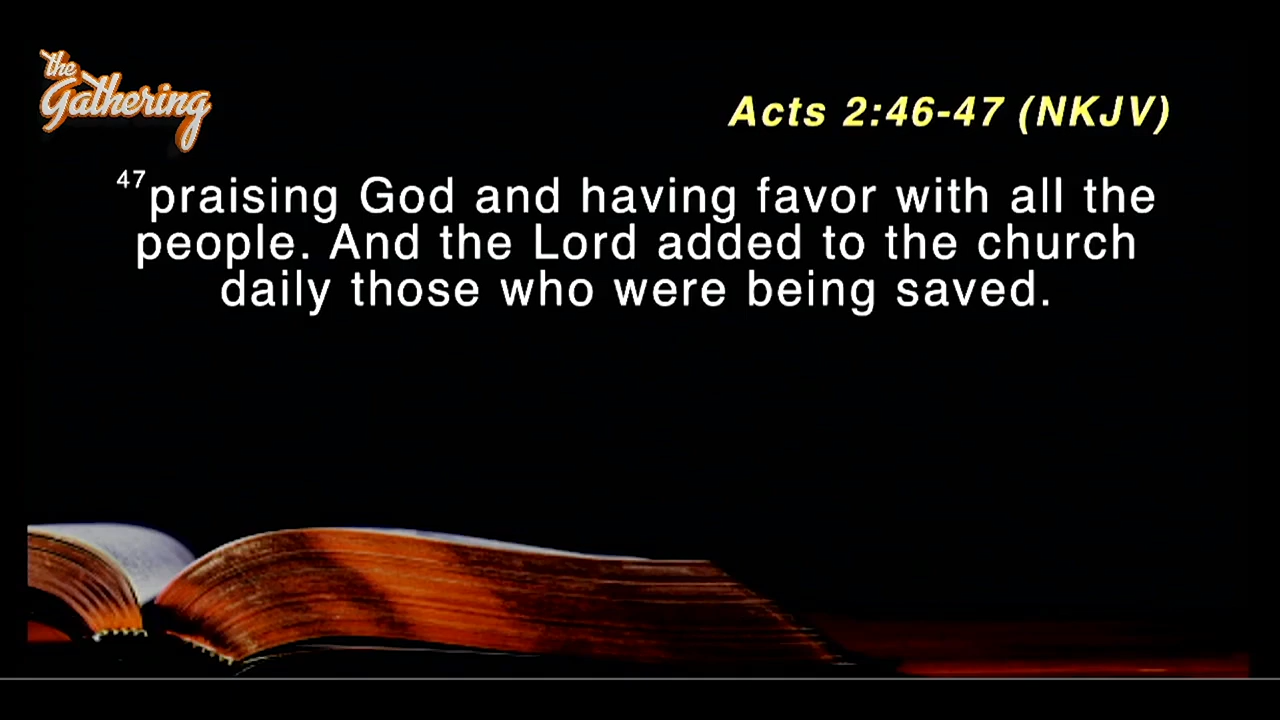 the
Gathering
Acts 2:46-47 (NKJV)
47praising God and having favor with all the
people. And the Lord added to the church
daily those who were being saved.